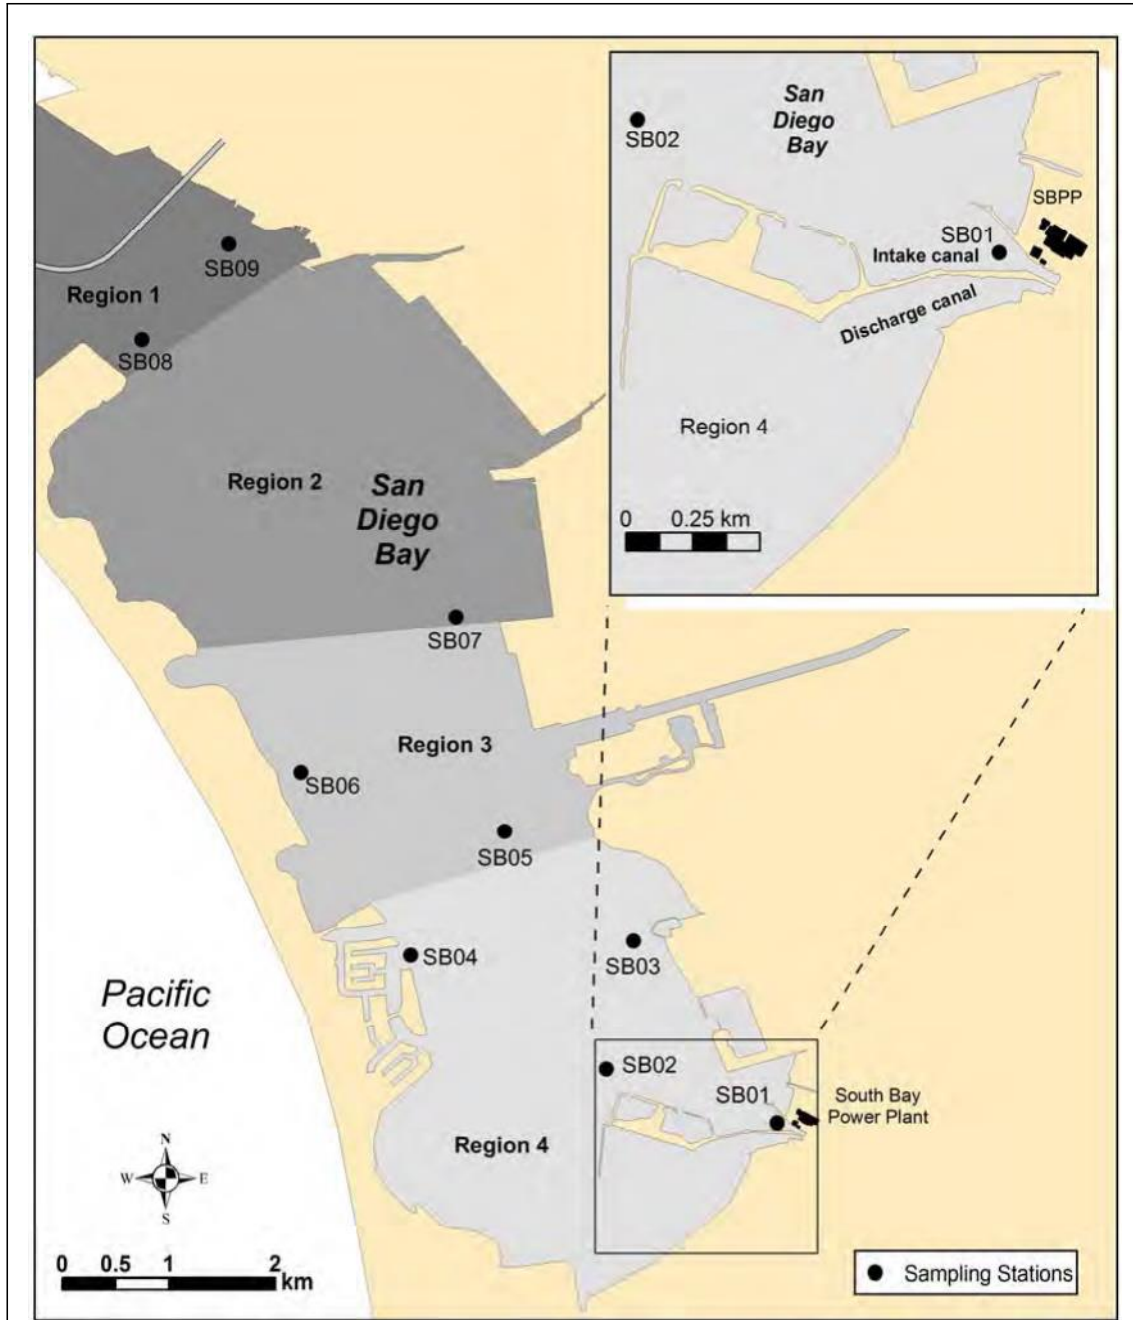 San
Diego
Bay
SB02
SBPP
SB01
Intake canal
Discharge canal
Region 4
0 0.25 km
SB09
Region 1
SB08
Region 2
San
Diego
Bay
SB07
Region 3
SB06
SB05
SB04
SB03
Pacific
Ocean
SB02
SB01
South Bay
Power Plant
Region 4
N
W E
S
0 0.5 1 2
km
Sampling Stations